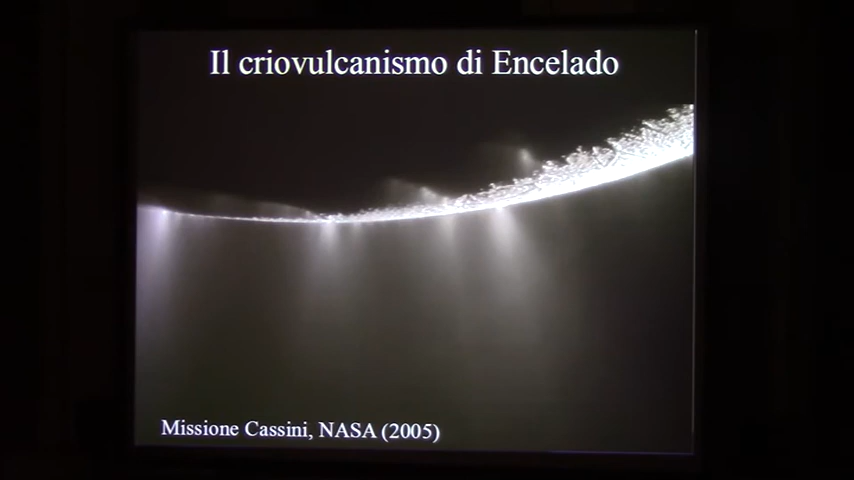 Il criovulcanismo di Encelado
Missione Cassini, NASA (2005)